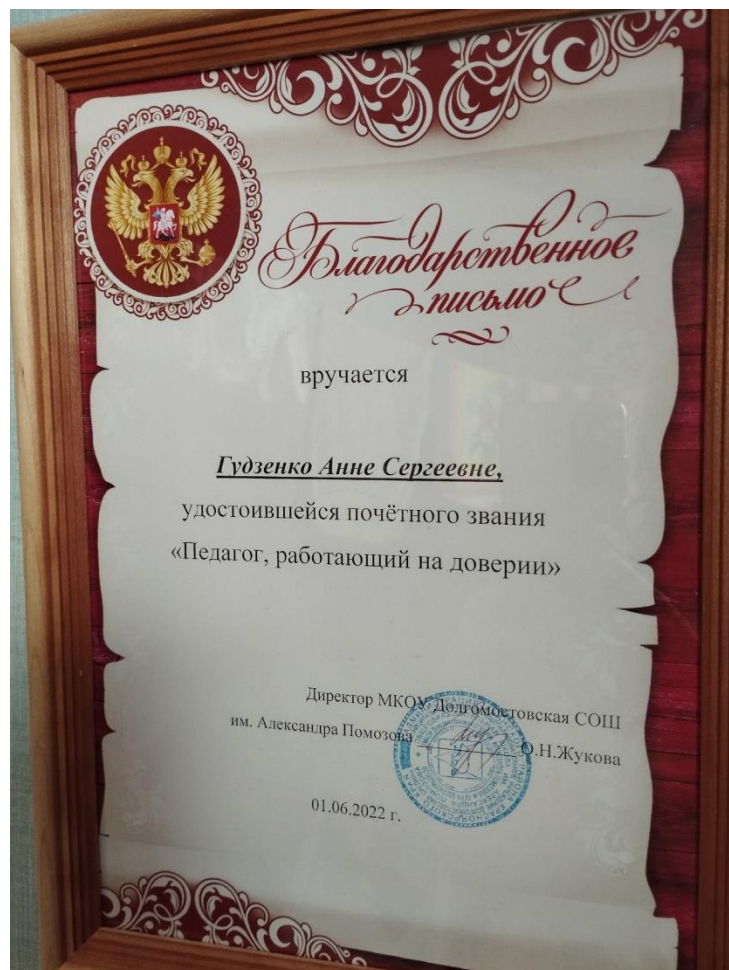 Благодарственное
письмо
вручается
Гудзенко Анне Сергеевне,
удостоившейся почётного звания
«Педагог, работающий на доверии»
Директор МКОУ Долгомостовская СОШ
им. Александра Помозова О.Н.Жукова
01.06.2022 г.